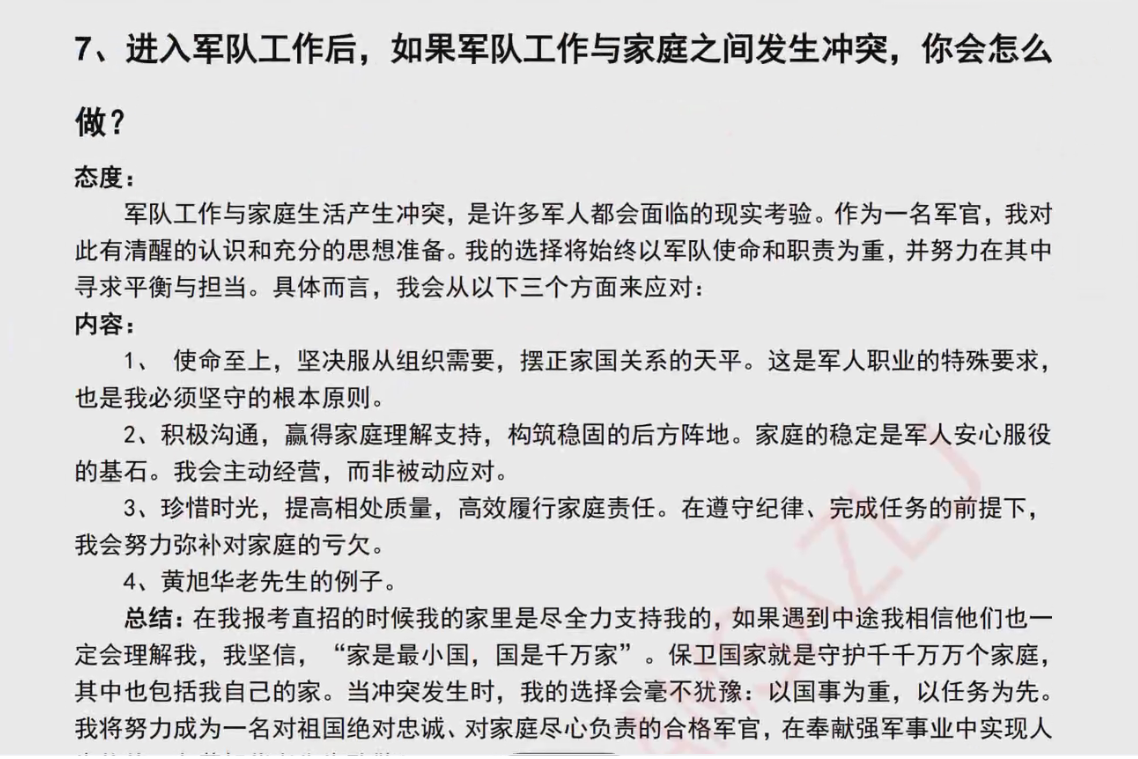 7、进入军队工作后，如果军队工作与家庭之间发生冲突，你会怎么
做？
态度：
军队工作与家庭生活产生冲突，是许多军人都会面临的现实考验。作为一名军官，我对
此有清醒的认识和充分的思想准备。我的选择将始终以军队使命和职责为重，并努力在其中
寻求平衡与担当。具体而言，我会从以下三个方面来应对：
内容：
1、 使命至上，坚决服从组织需要，摆正家国关系的天平。这是军人职业的特殊要求，
也是我必须坚守的根本原则。
2、积极沟通，赢得家庭理解支持，构筑稳固的后方阵地。家庭的稳定是军人安心服役
的基石。我会主动经营，而非被动应对。
3、珍惜时光，提高相处质量，高效履行家庭责任。在遵守纪律、完成任务的前提下，
我会努力弥补对家庭的亏欠。
4、黄旭华老先生的例子。
总结：在我报考直招的时候我的家里是尽全力支持我的，如果遇到中途我相信他们也一
定会理解我，我坚信，“家是最小国，国是千万家”。保卫国家就是守护千千万万个家庭，
其中也包括我自己的家。当冲突发生时，我的选择会毫不犹豫：以国事为重，以任务为先。
我将努力成为一名对祖国绝对忠诚、对家庭尽心负责的合格军官，在奉献强军事业中实现人